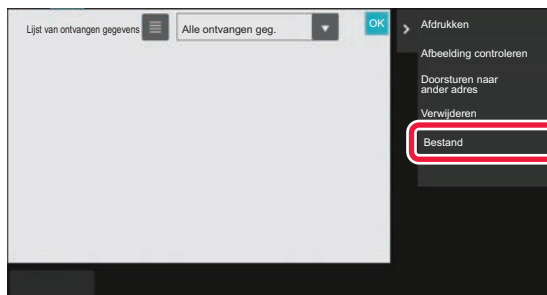 Lijst van ontvangen gegevens
Alle ontvangen geg.
OK
Afdrukken
Afbeelding controleren
Doorsturen naar
ander adres
Verwijderen
Bestand